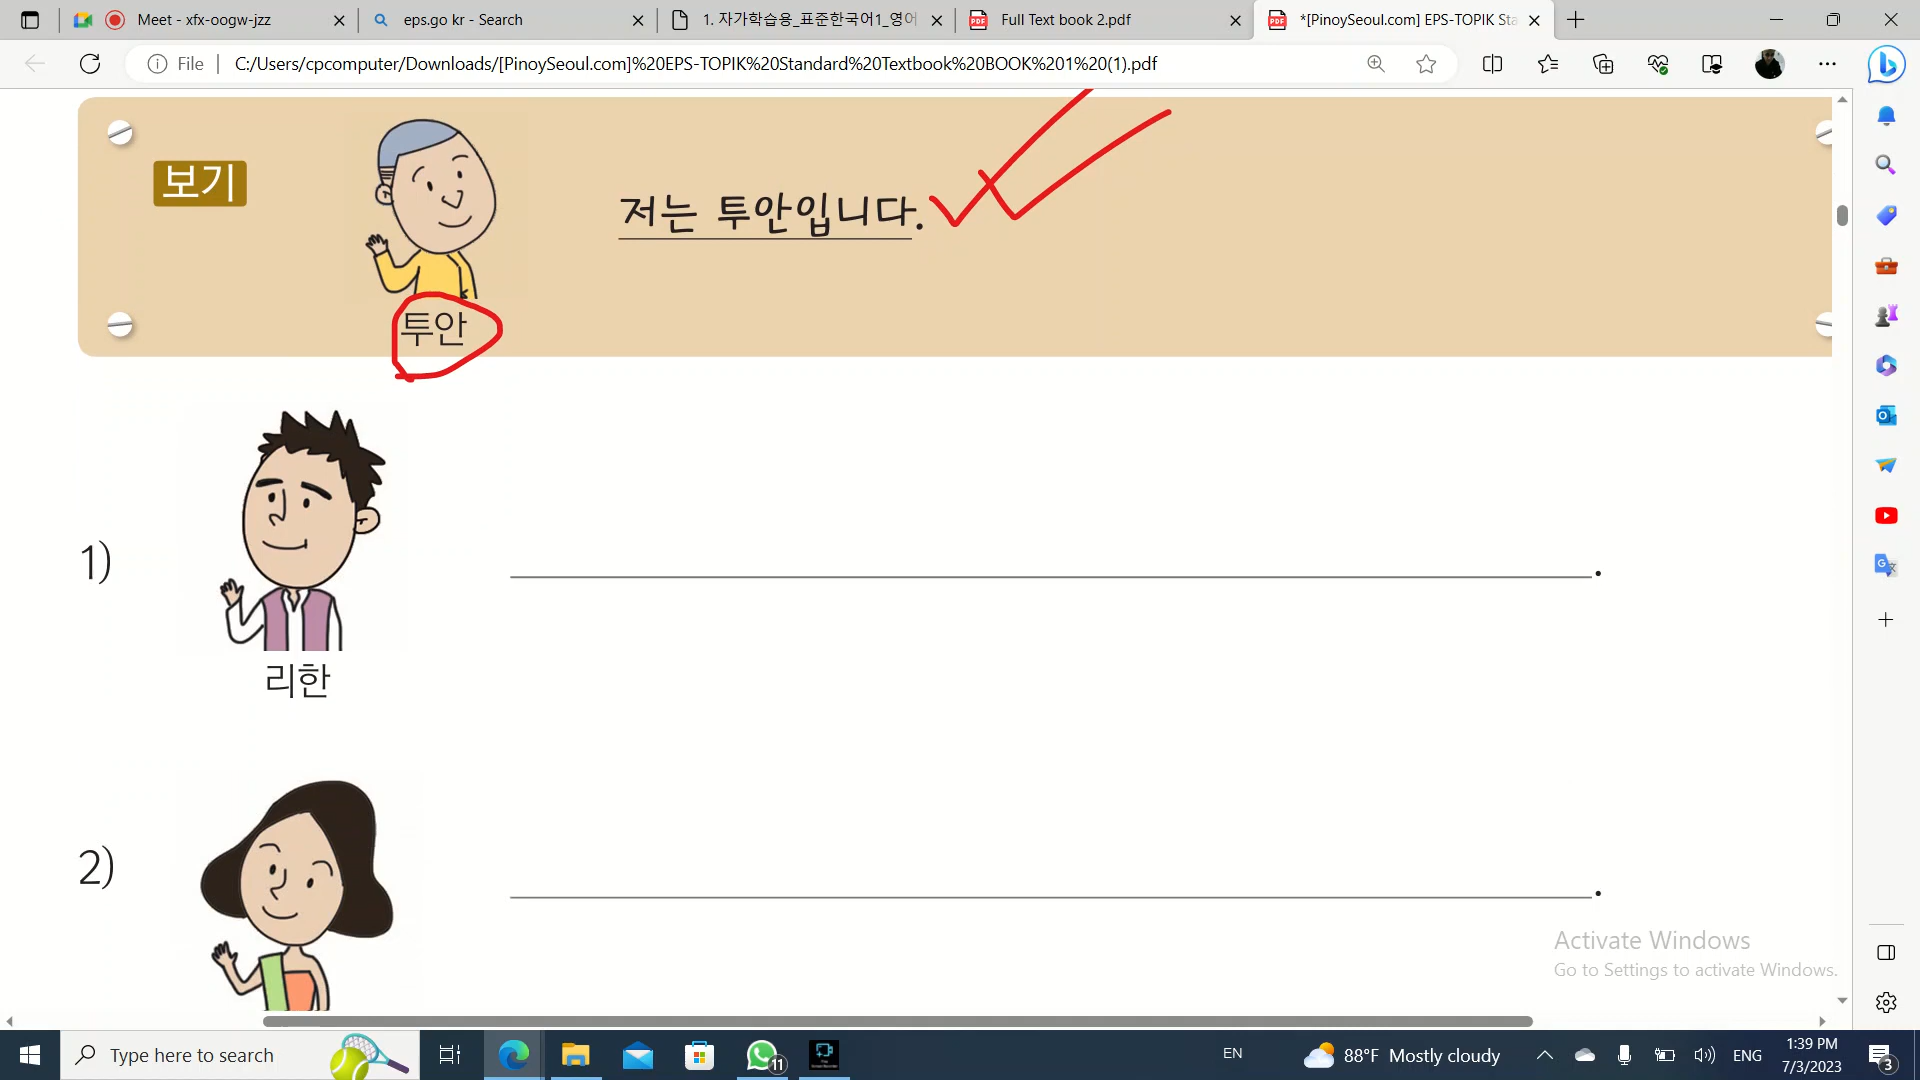 Meet - xfx-oogw-jzz
eps.go kr - Search
1. 자가학습용_표준한국어1_영어
Full Text book 2.pdf
*[PinoySeoul.com] EPS-TOPIK Sta
File
C:/Users/cpcomputer/Downloads/[PinoySeoul.com]%20EPS-TOPIK%20Standard%20Textbook%20BOOK%201%20(1).pdf
보기
저는 투안입니다.
투안
1)
.
리한
2)
.
Activate Windows
Go to Settings to activate Windows.
Type here to search
11
EN
88°F Mostly cloudy
ENG
1:39 PM
7/3/2023
3